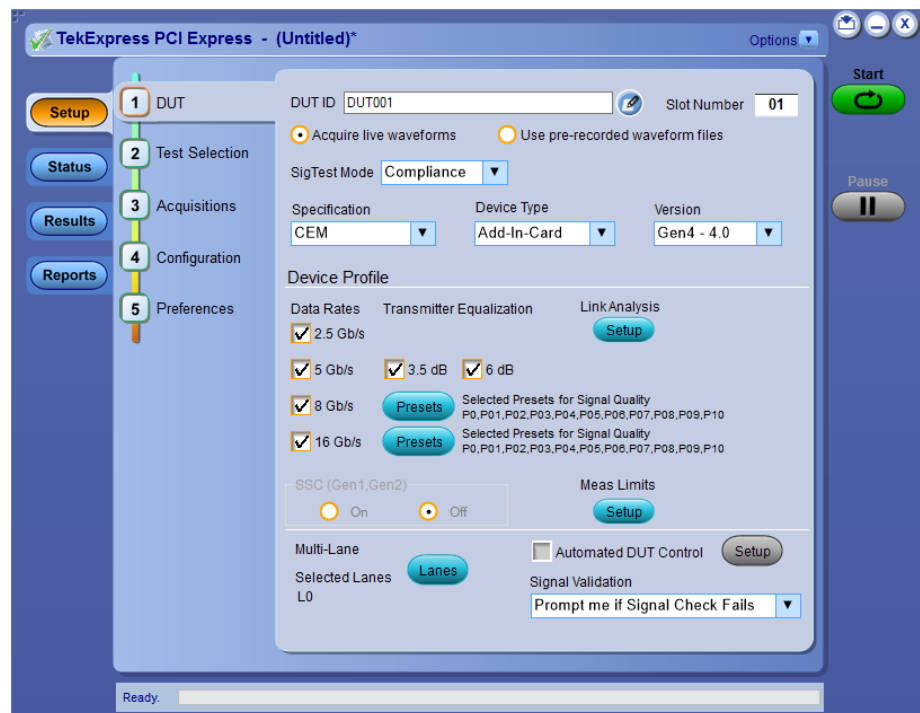 TekExpress PCI Express - (Untitled)*
Options
Start
Pause
Setup
Status
Results
Reports
1 DUT
2 Test Selection
3 Acquisitions
4 Configuration
5 Preferences
DUT ID DUT001
Slot Number 01
Acquire live waveforms
Use pre-recorded waveform files
SigTest Mode Compliance
Specification Device Type Version
CEM Add-In-Card Gen4 - 4.0
Device Profile
Data Rates Transmitter Equalization Link Analysis
2.5 Gb/s Setup
5 Gb/s 3.5 dB 6 dB
8 Gb/s Presets Selected Presets for Signal Quality
P0,P01,P02,P03,P04,P05,P06,P07,P08,P09,P10
16 Gb/s Presets Selected Presets for Signal Quality
P0,P01,P02,P03,P04,P05,P06,P07,P08,P09,P10
SSC (Gen1,Gen2) Meas Limits
On Off Setup
Multi-Lane
Selected Lanes Lanes
L0
Automated DUT Control Setup
Signal Validation
Prompt me if Signal Check Fails
Ready.